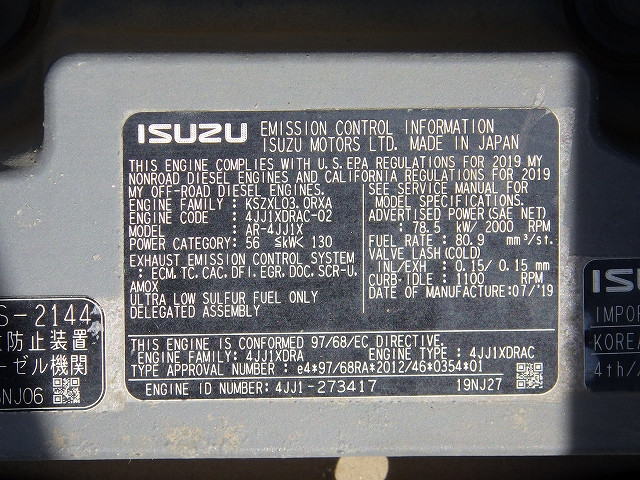 ISUZU EMISSION CONTROL INFORMATION
ISUZU MOTORS LTD. MADE IN JAPAN
THIS ENGINE COMPLIES WITH U.S.EPA REGULATIONS FOR 2019 MY
NONROAD DIESEL ENGINES AND CALIFORNIA REGULATIONS FOR 2019
MY OFF-ROAD DIESEL ENGINES.
ENGINE FAMILY : KSZXL03.0RXA
ENGINE CODE : 4JJ1XDRAC-02
MODEL : AR-4JJ1X
POWER CATEGORY: 56 ≦kW< 130
EXHAUST EMISSION CONTROL SYSTEM
: ECM, TC, CAC, DFI, EGR, DOC, SCR-U,
AMOX
ULTRA LOW SULFUR FUEL ONLY
DELEGATED ASSEMBLY
SEE SERVICE MANUAL FOR
MODEL SPECIFICATIONS.
ADVERTISED POWER(SAE NET)
: 78.5 kW/ 2000 RPM
FUEL RATE : 80.9 mm³/st.
VALVE LASH(COLD)
INL/EXH : 0.15/ 0.15 mm
CURB-IDLE : 1100 RPM
DATE OF MANUFACTURE:07/'19
THIS ENGINE IS CONFORMED 97/68/EC DIRECTIVE.
ENGINE FAMILY: 4JJ1XDRA ENGINE TYPE : 4JJ1XDRAC
TYPE APPROVAL NUMBER : e4*97/68RA*2012/46*0354*01
ENGINE ID NUMBER: 4JJ1-273417 19NJ27
S-2144
防止装置
ーゼル機関
NJ06
ISU
IMPOR
KOREA
4th/